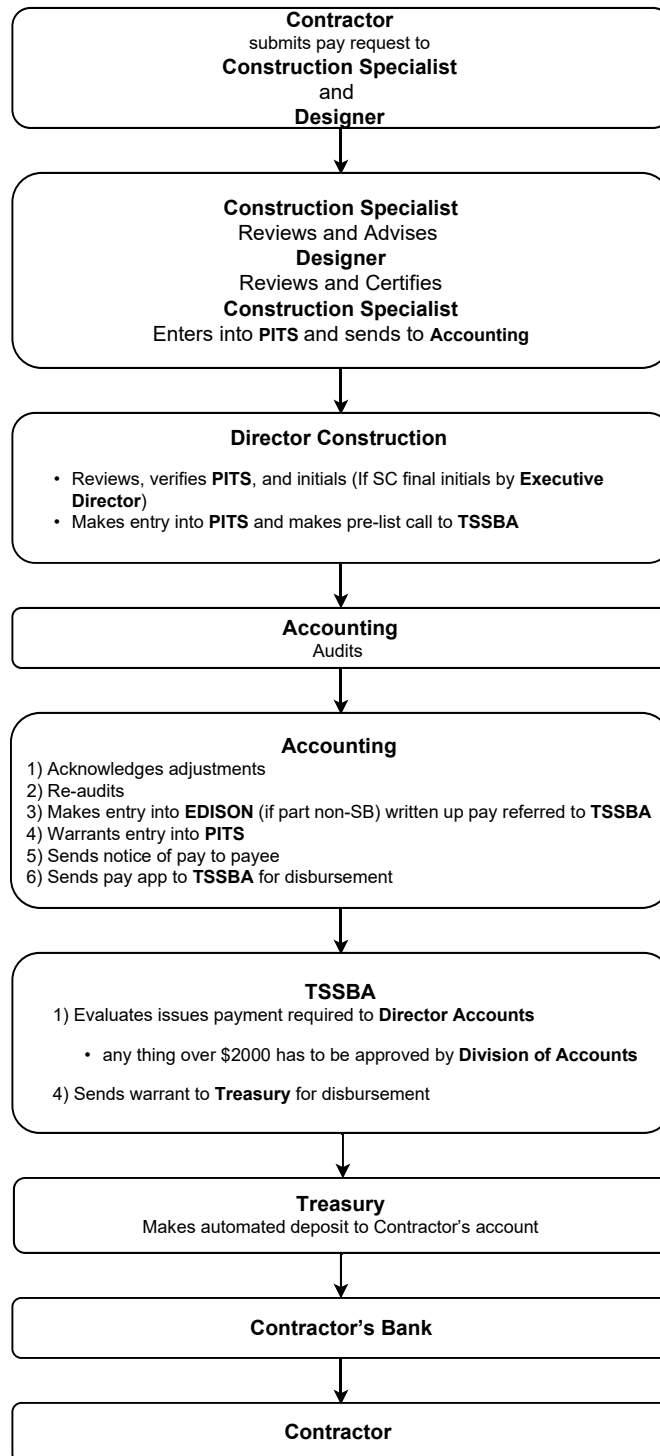 Contractor
submits pay request to
Construction Specialist
and
Designer
Construction Specialist
Reviews and Advises
Designer
Reviews and Certifies
Construction Specialist
Enters into PITS and sends to Accounting
Director Construction
• Reviews, verifies PITS, and initials (If SC final initials by Executive
Director)
• Makes entry into PITS and makes pre-list call to TSSBA
Accounting
Audits
Accounting
1) Acknowledges adjustments
2) Re-audits
3) Makes entry into EDISON (if part non-SB) written up pay referred to TSSBA
4) Warrants entry into PITS
5) Sends notice of pay to payee
6) Sends pay app to TSSBA for disbursement
TSSBA
1) Evaluates issues payment required to Director Accounts
• any thing over $2000 has to be approved by Division of Accounts
4) Sends warrant to Treasury for disbursement
Treasury
Makes automated deposit to Contractor’s account
Contractor’s Bank
Contractor